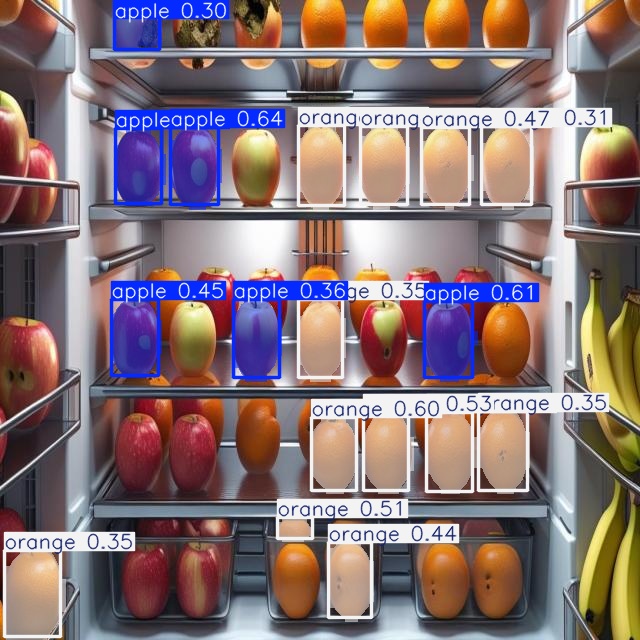 apple 0.30
apple apple 0.64 orang orang orange 0.47 0.31
apple 0.45 apple 0.36 ge 0.35 apple 0.61
orange 0.60 0.53 range 0.35
orange 0.51
orange 0.44
orange 0.35